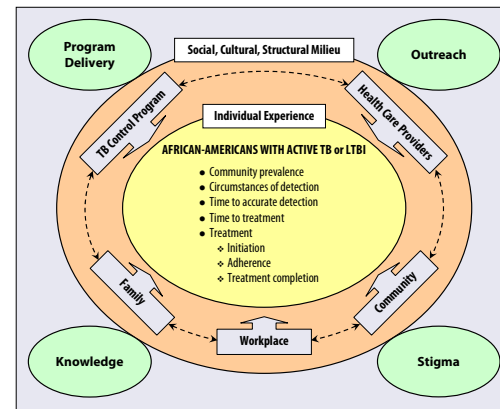 Program
Delivery
Social, Cultural, Structural Milieu
Outreach
TB Control Program
Health Care Providers
Individual Experience
AFRICAN-AMERICANS WITH ACTIVE TB or LTBI
● Community prevalence
● Circumstances of detection
● Time to accurate detection
● Time to treatment
● Treatment
❖ Initiation
❖ Adherence
❖ Treatment completion
Family
Workplace
Community
Knowledge
Stigma